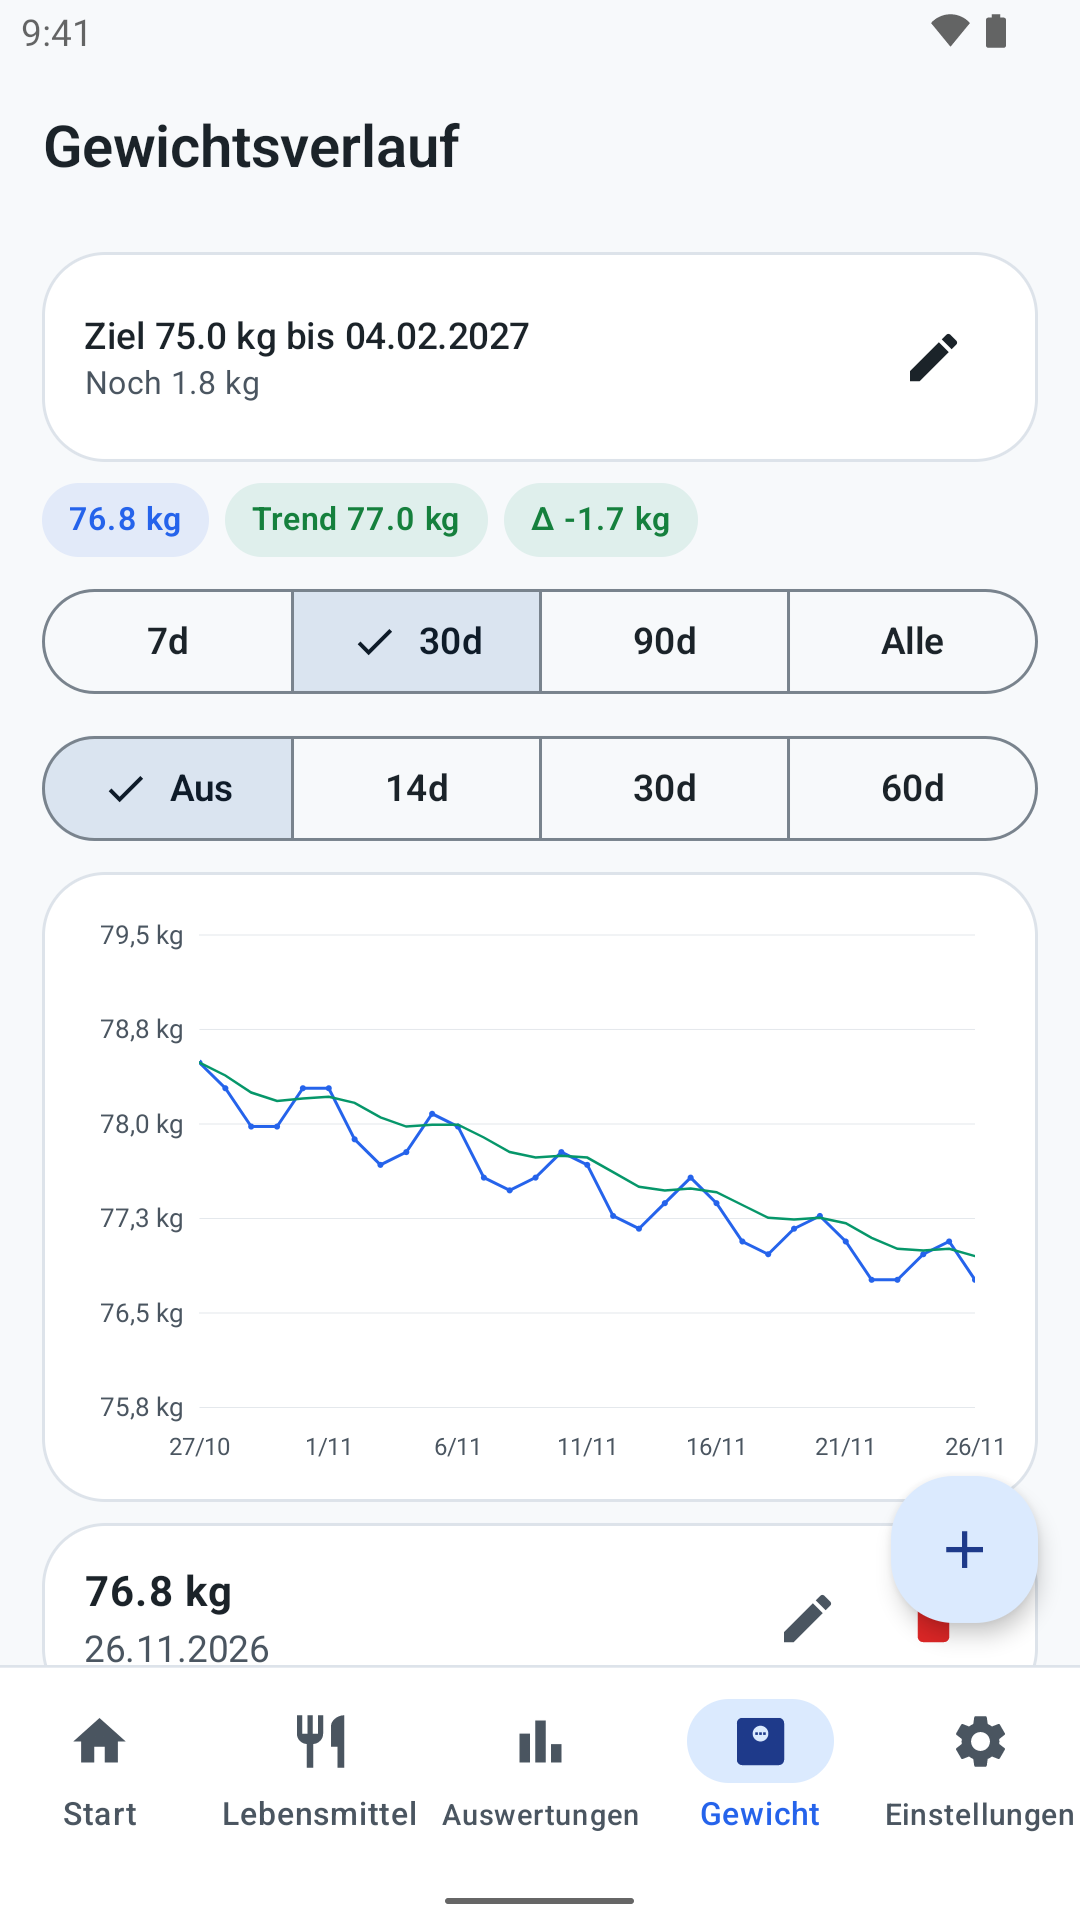 9:41
Gewichtsverlauf
Ziel 75.0 kg bis 04.02.2027
Noch 1.8 kg
76.8 kg
Trend 77.0 kg
Δ -1.7 kg
7d
30d
90d
Alle
Aus
14d
30d
60d
79,5 kg
78,8 kg
78,0 kg
77,3 kg
76,5 kg
75,8 kg
27/10
1/11
6/11
11/11
16/11
21/11
26/11
76.8 kg
26.11.2026
Start
Lebensmittel
Auswertungen
Gewicht
Einstellungen